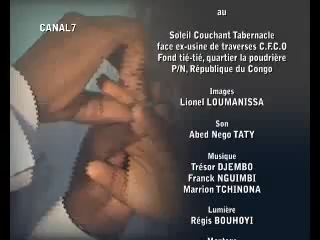 CANAL7
au
Soleil Couchant Tabernacle
face ex-usine de traverses C.F.C.O
Fond tié-tié, quartier la poudrière
P/N, République du Congo
Images
Lionel LOUMANISSA
Son
Abed Nego TATY
Musique
Trésor DJEMBO
Franck NGUIMBI
Marrion TCHINONA
Lumière
Régis BOUHOYI